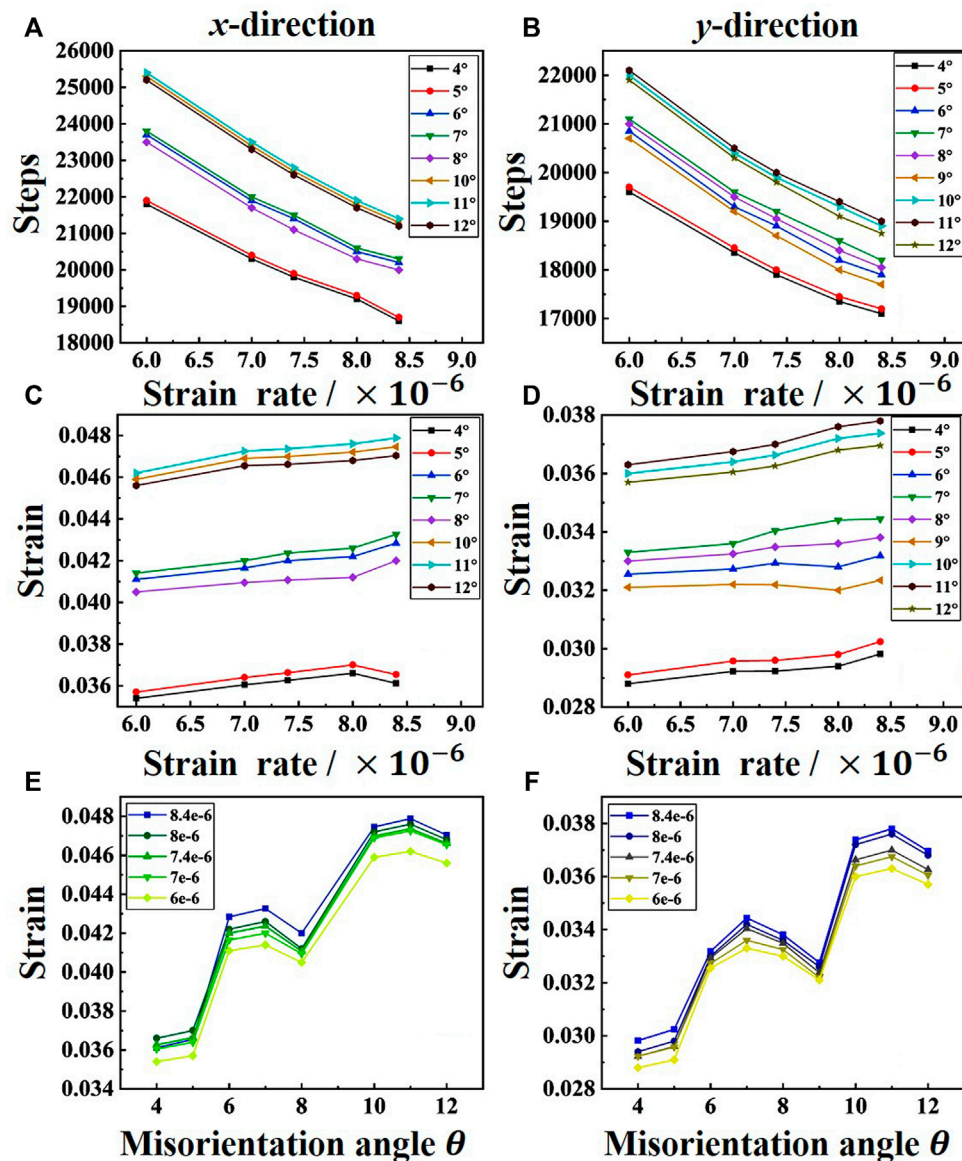 A x-direction
26000
25000
24000
23000
22000
21000
20000
19000
18000
Steps
4°
5°
6°
7°
8°
10°
11°
12°
6.0 6.5 7.0 7.5 8.0 8.5 9.0
Strain rate / × 10⁻⁶
B y-direction
22000
21000
20000
19000
18000
17000
Steps
4°
5°
6°
7°
8°
9°
10°
11°
12°
6.0 6.5 7.0 7.5 8.0 8.5 9.0
Strain rate / × 10⁻⁶
C
0.048
0.046
0.044
0.042
0.040
0.038
0.036
Strain
4°
5°
6°
7°
8°
10°
11°
12°
6.0 6.5 7.0 7.5 8.0 8.5 9.0
Strain rate / × 10⁻⁶
D
0.038
0.036
0.034
0.032
0.030
0.028
Strain
4°
5°
6°
7°
8°
9°
10°
11°
12°
6.0 6.5 7.0 7.5 8.0 8.5 9.0
Strain rate / × 10⁻⁶
E
0.048
0.046
0.044
0.042
0.040
0.038
0.036
0.034
Strain
8.4e-6
8e-6
7.4e-6
7e-6
6e-6
4 6 8 10 12
Misorientation angle θ
F
0.038
0.036
0.034
0.032
0.030
0.028
Strain
8.4e-6
8e-6
7.4e-6
7e-6
6e-6
4 6 8 10 12
Misorientation angle θ